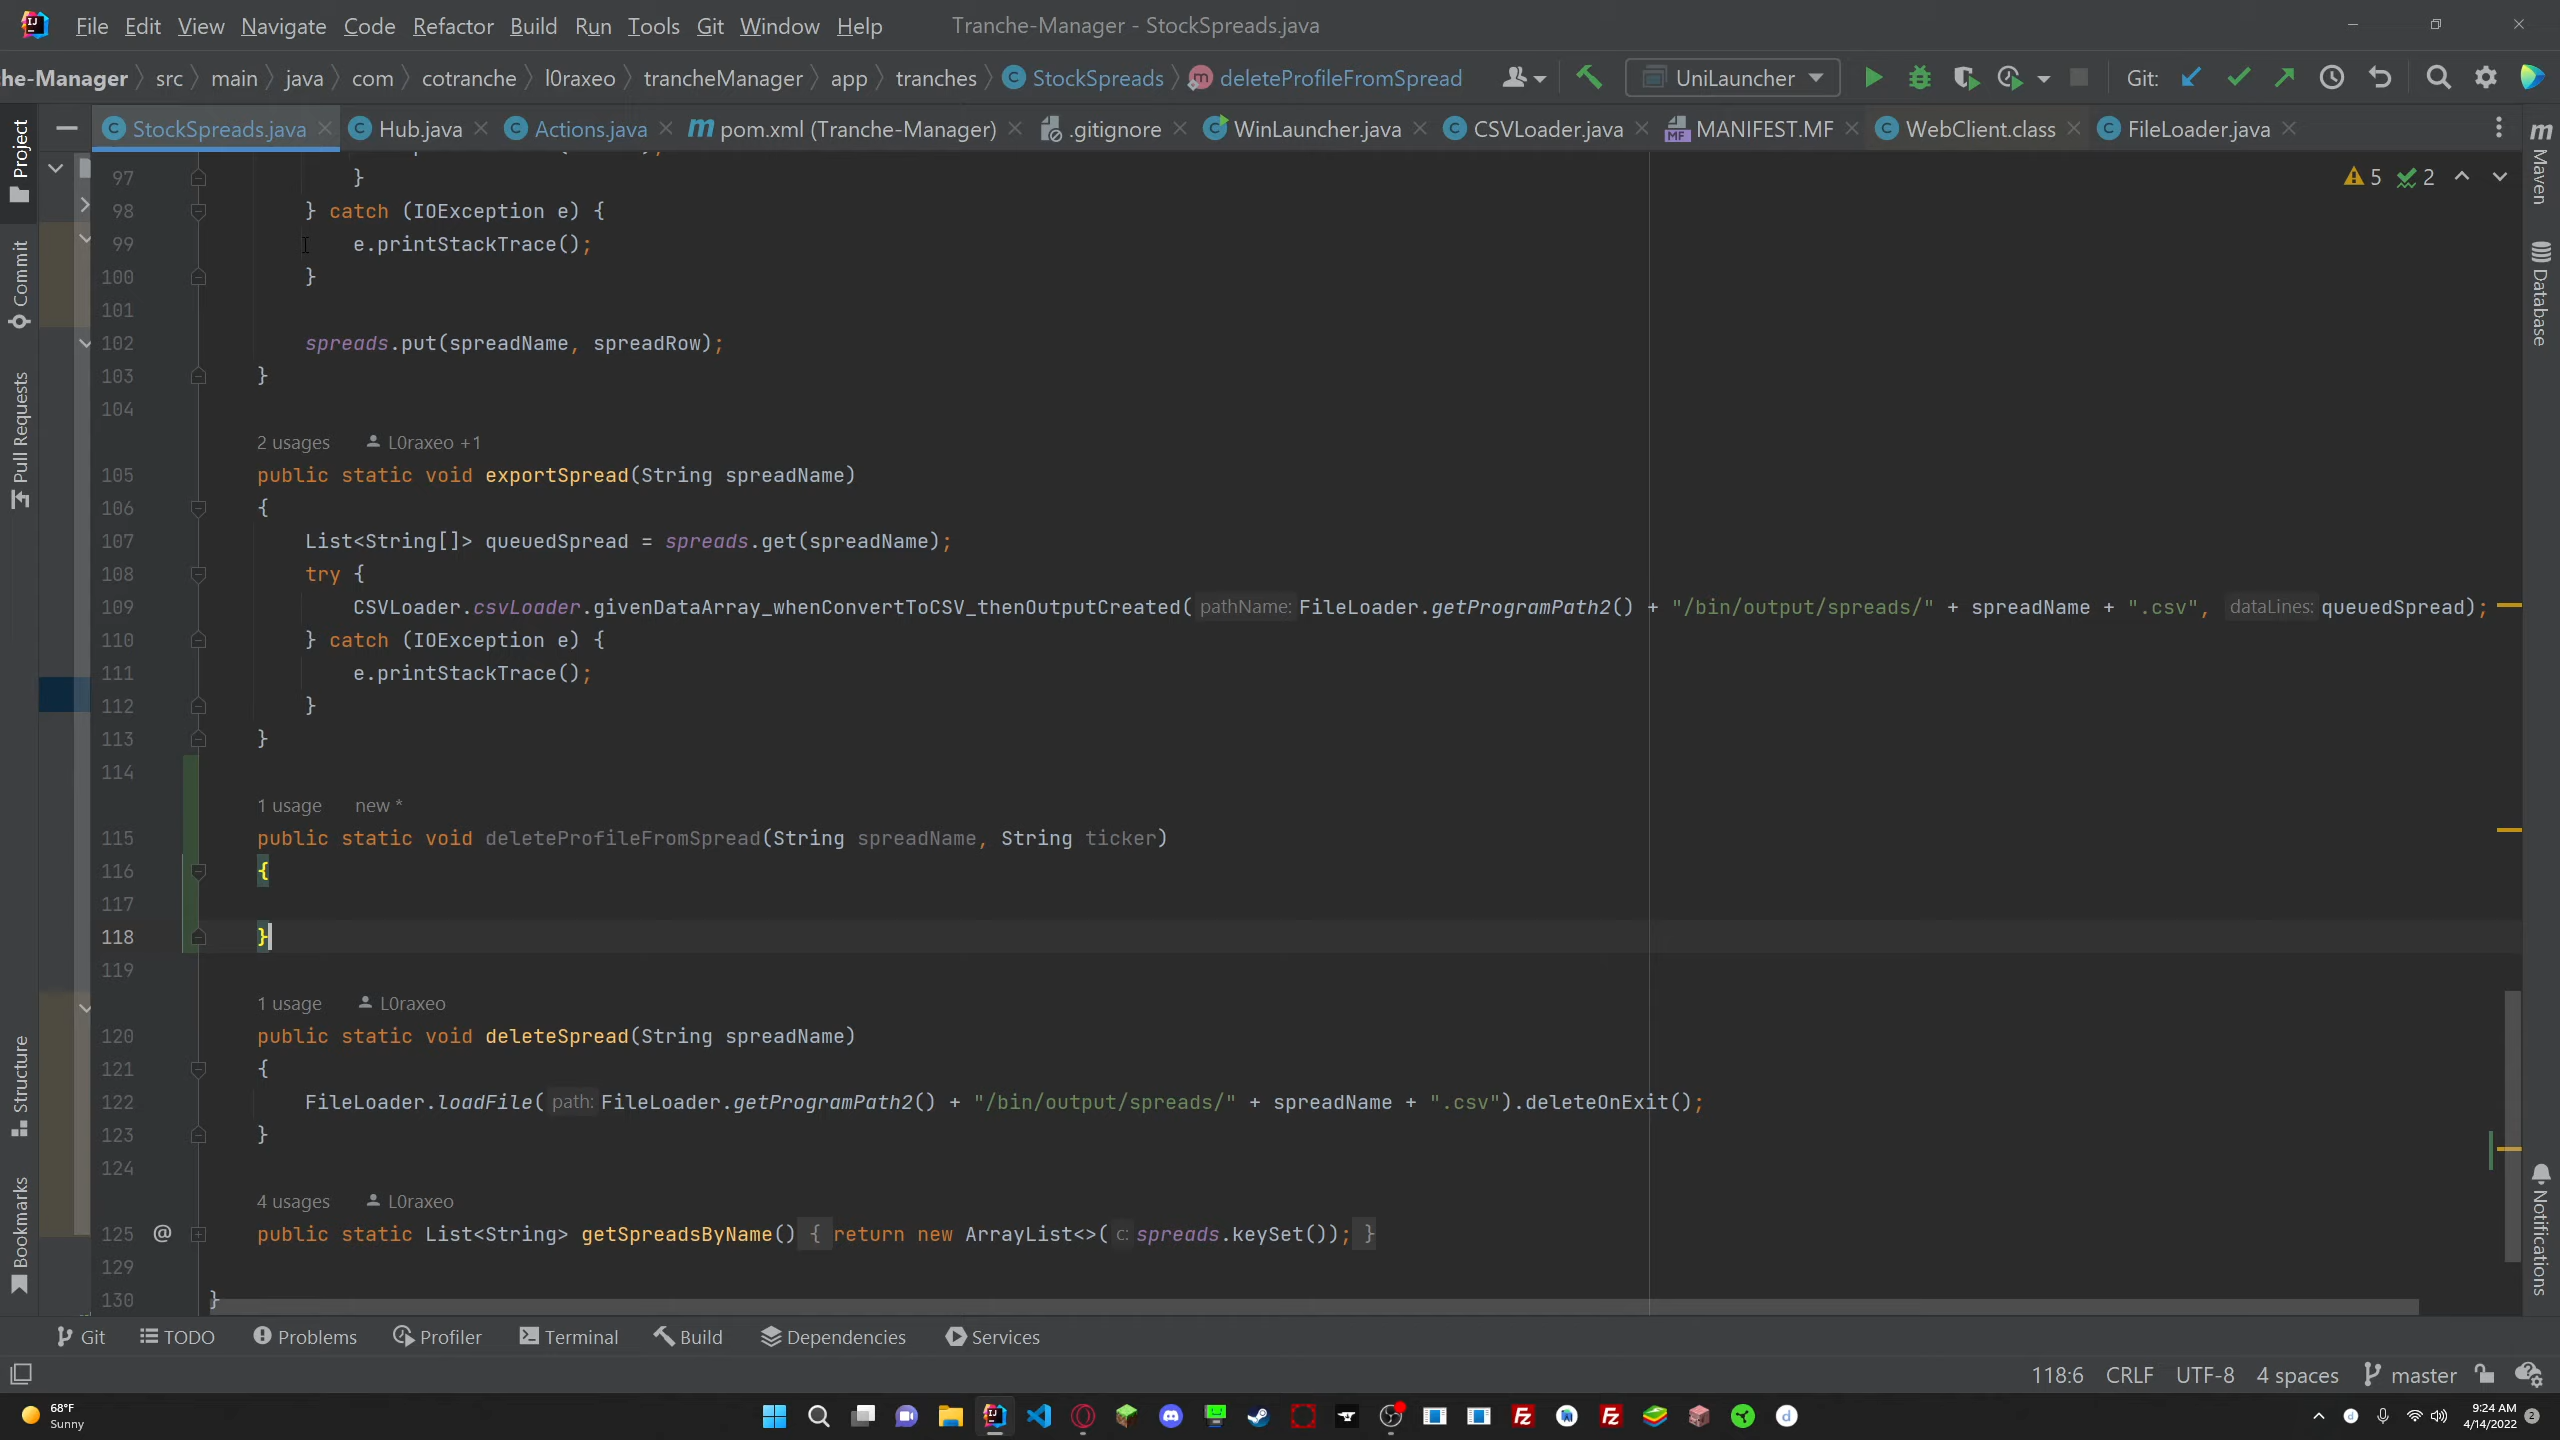 File Edit View Navigate Code Refactor Build Run Tools Git Window Help Tranche-Manager - StockSpreads.java
he-Manager src main java com cotranche l0raxeo trancheManager app tranches StockSpreads deleteProfileFromSpread UniLauncher Git:
StockSpreads.java Hub.java Actions.java pom.xml (Tranche-Manager) .gitignore WinLauncher.java CSVLoader.java MANIFEST.MF WebClient.class FileLoader.java
Project
Commit
Pull Requests
Structure
Bookmarks
5 2
97 }
98 } catch (IOException e) {
99 e.printStackTrace();
100 }
101
102 spreads.put(spreadName, spreadRow);
103 }
104
2 usages L0raxeo +1
105 public static void exportSpread(String spreadName)
106 {
107 List<String[]> queuedSpread = spreads.get(spreadName);
108 try {
109 CSVLoader.csvLoader.givenDataArray_whenConvertToCSV_thenOutputCreated( pathName: FileLoader.getProgramPath2() + "/bin/output/spreads/" + spreadName + ".csv", dataLines: queuedSpread);
110 } catch (IOException e) {
111 e.printStackTrace();
112 }
113 }
114
1 usage new *
115 public static void deleteProfileFromSpread(String spreadName, String ticker)
116 {
117
118 }
119
1 usage L0raxeo
120 public static void deleteSpread(String spreadName)
121 {
122 FileLoader.loadFile( path: FileLoader.getProgramPath2() + "/bin/output/spreads/" + spreadName + ".csv").deleteOnExit();
123 }
124
4 usages L0raxeo
125 @ public static List<String> getSpreadsByName() { return new ArrayList<>( c: spreads.keySet()); }
129
130 }
Maven
Database
Notifications
Git TODO Problems Profiler Terminal Build Dependencies Services
118:6 CRLF UTF-8 4 spaces master
68°F
Sunny
9:24 AM
4/14/2022
2